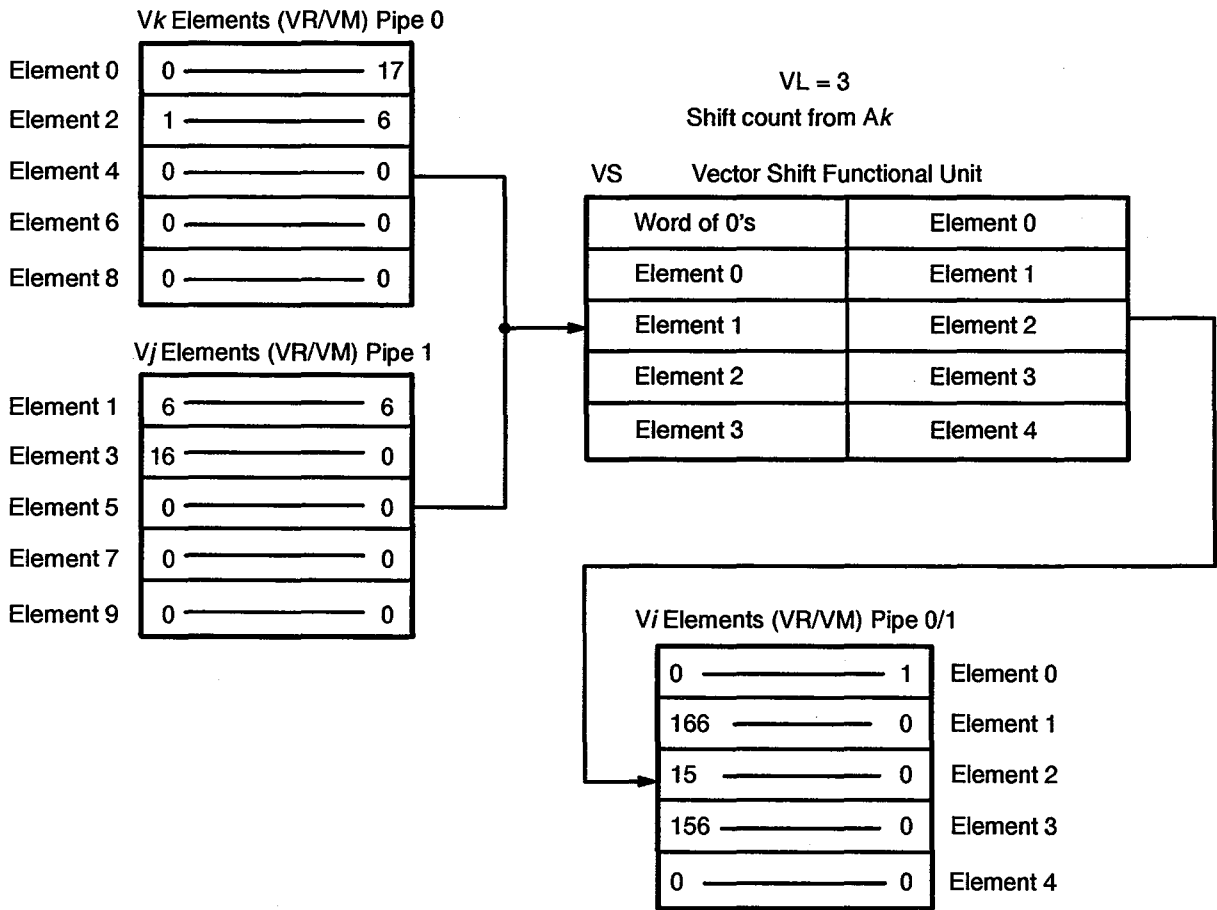 Vk Elements (VR/VM) Pipe 0
Element 0 0 17
Element 2 1 6
Element 4 0 0
Element 6 0 0
Element 8 0 0
Vj Elements (VR/VM) Pipe 1
Element 1 6 6
Element 3 16 0
Element 5 0 0
Element 7 0 0
Element 9 0 0
VL = 3
Shift count from Ak
VS Vector Shift Functional Unit
Word of 0's Element 0
Element 0 Element 1
Element 1 Element 2
Element 2 Element 3
Element 3 Element 4
Vi Elements (VR/VM) Pipe 0/1
0 1 Element 0
166 0 Element 1
15 0 Element 2
156 0 Element 3
0 0 Element 4